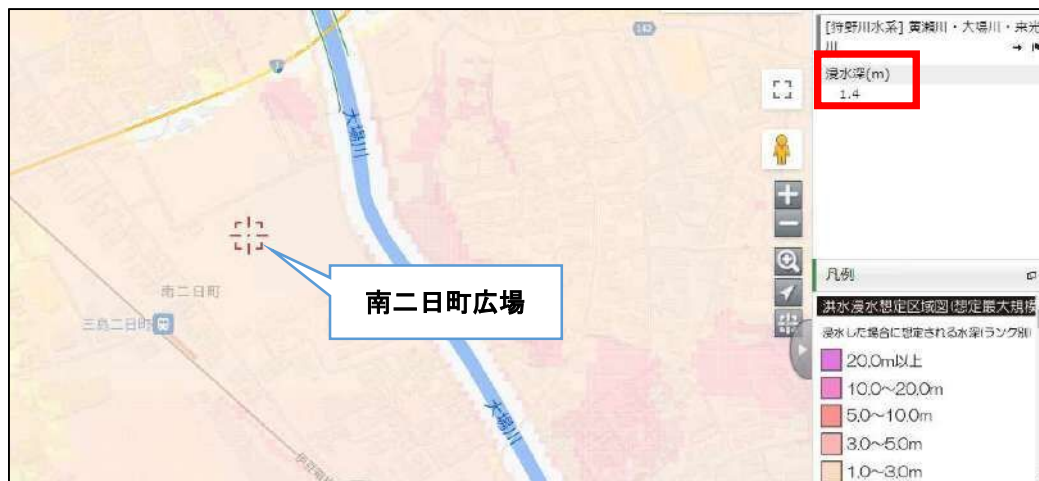 [狩野川水系] 黄瀬川・大場川・来光
川
浸水深(m)
1.4
大場川
南二日町広場
南二日町
三島二日町
大場川
凡例
洪水浸水想定区域図(想定最大規模
浸水した場合に想定される水深(ランク別)
20.0m以上
10.0～20.0m
5.0～10.0m
3.0～5.0m
1.0～3.0m